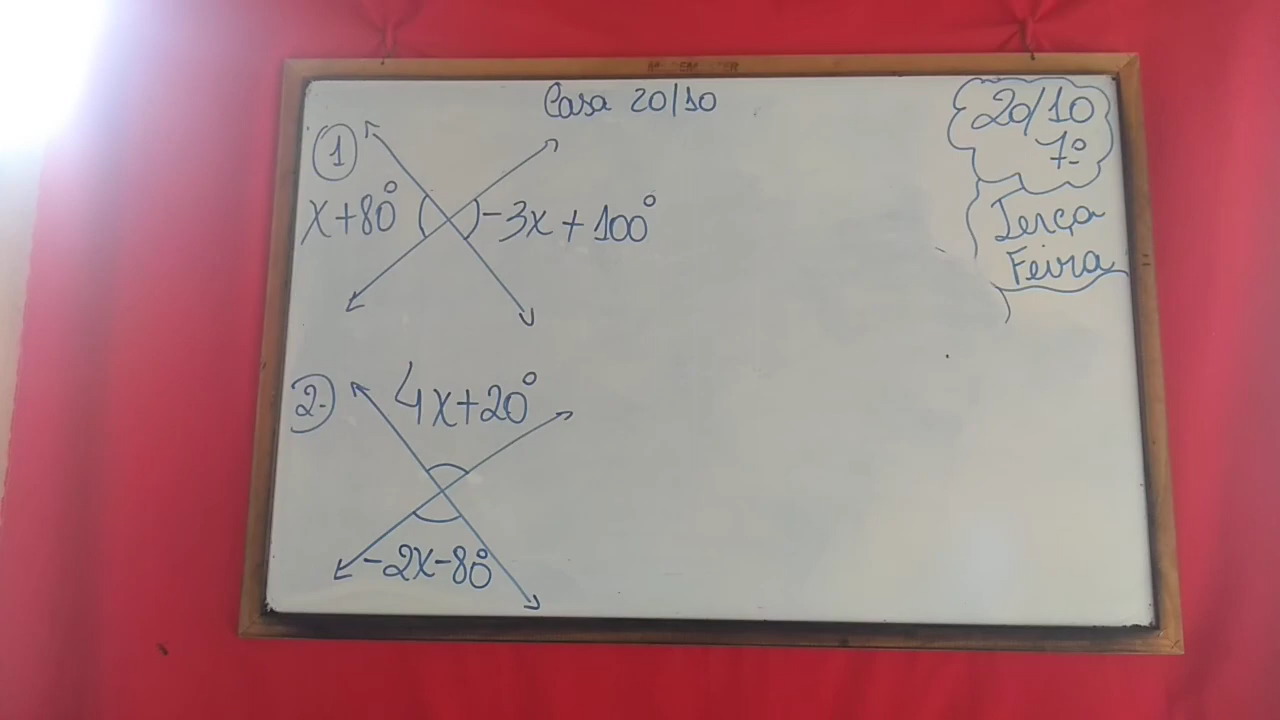 Casa 20/10
20/10
7º
Terça
Feira
1
x+80°
-3x+100°
2-
4x+20°
-2x-80°